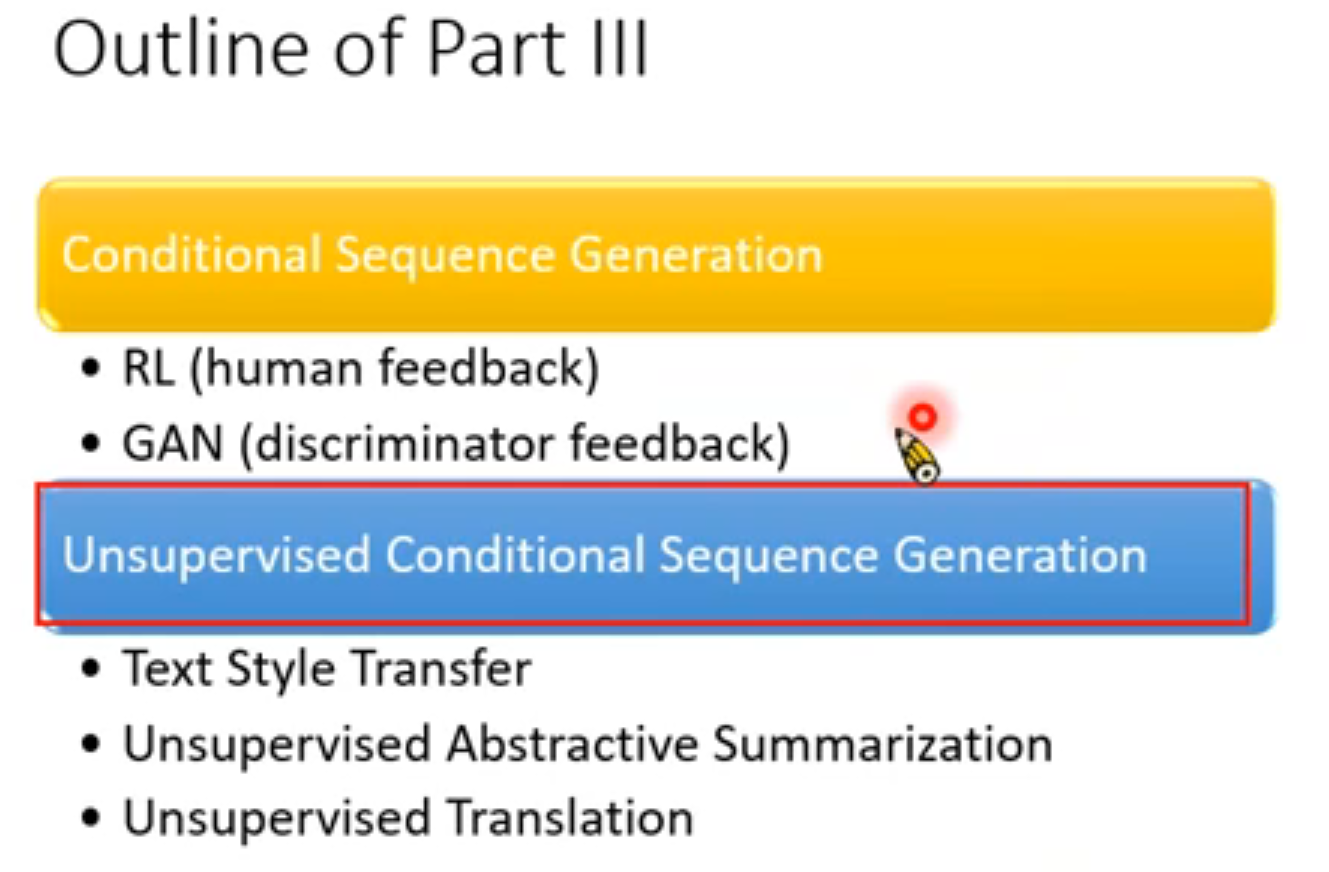 Outline of Part III
Conditional Sequence Generation
• RL (human feedback)
• GAN (discriminator feedback)
Unsupervised Conditional Sequence Generation
• Text Style Transfer
• Unsupervised Abstractive Summarization
• Unsupervised Translation